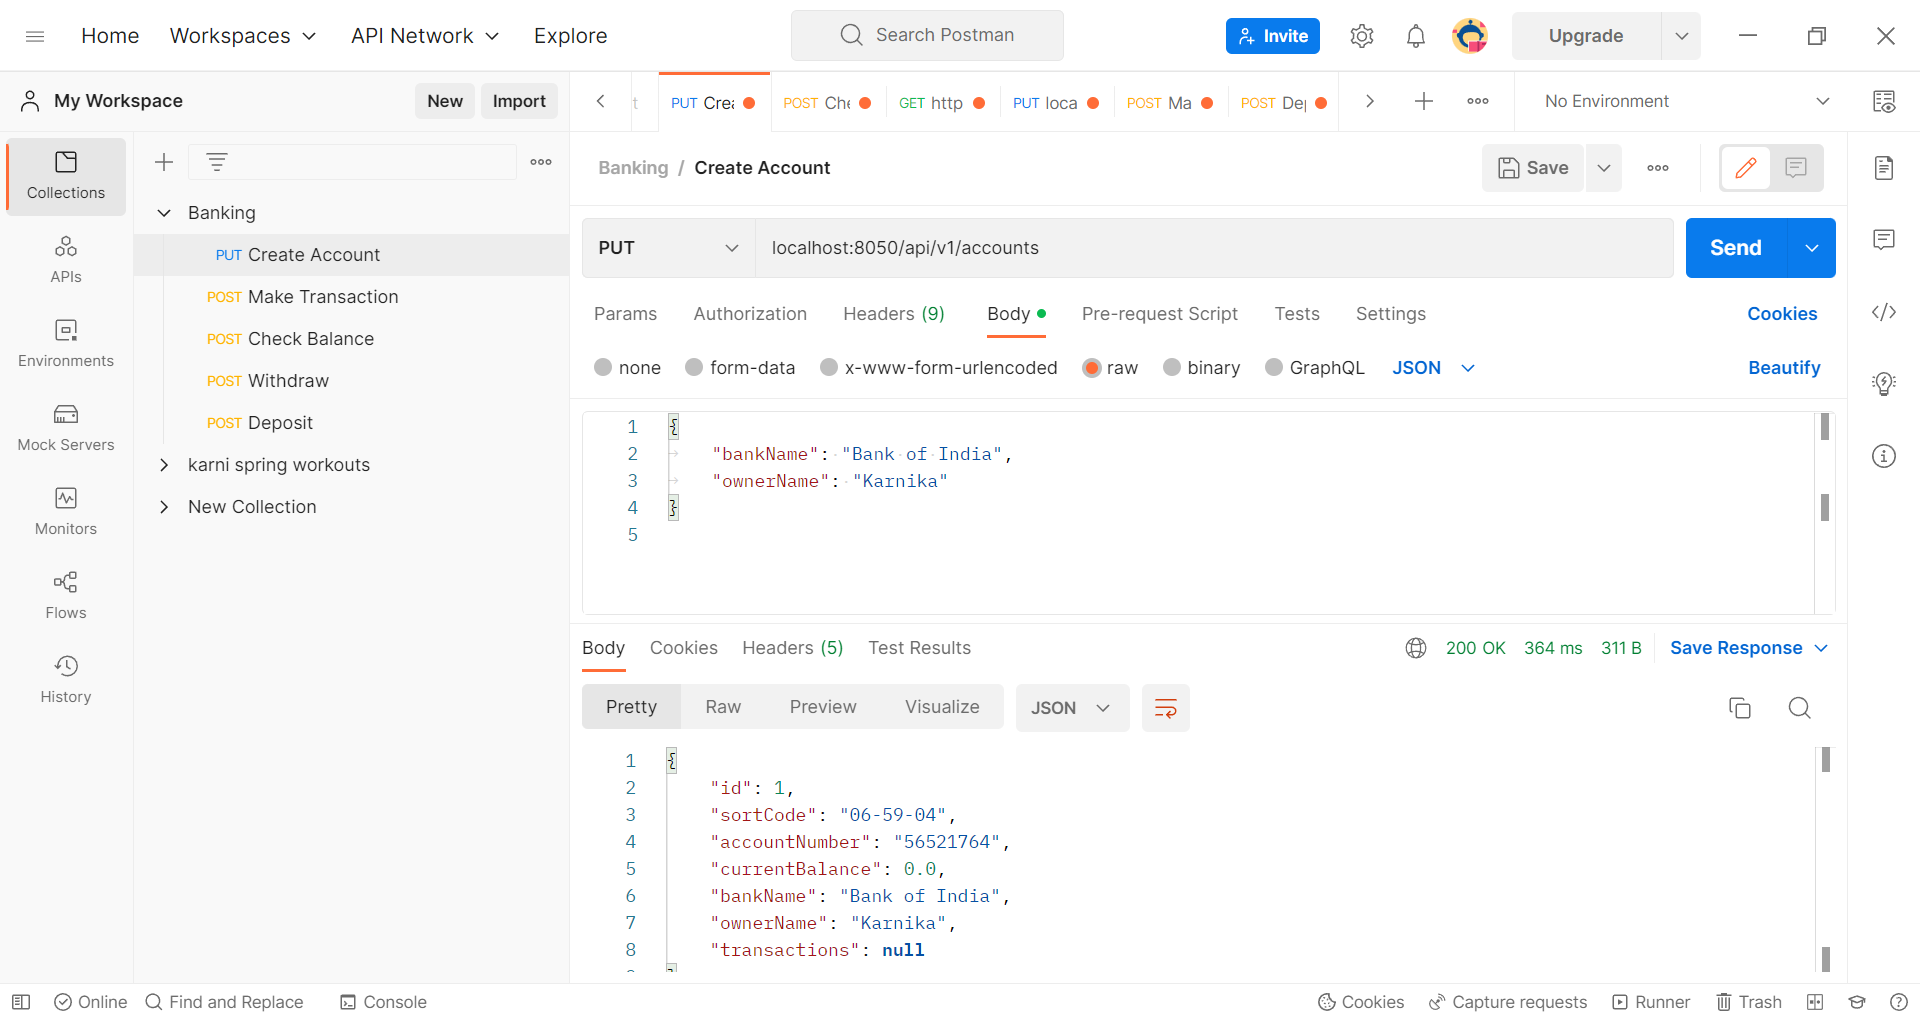 Home Workspaces API Network Explore Search Postman Invite Upgrade
My Workspace New Import
t PUT Crea POST Che GET http PUT loca POST Ma POST Dep No Environment
Collections
APIs
Environments
Mock Servers
Monitors
Flows
History
Banking
PUT Create Account
POST Make Transaction
POST Check Balance
POST Withdraw
POST Deposit
karni spring workouts
New Collection
Banking / Create Account Save
PUT localhost:8050/api/v1/accounts Send
Params Authorization Headers (9) Body Pre-request Script Tests Settings Cookies
none form-data x-www-form-urlencoded raw binary GraphQL JSON Beautify
1 {
2 "bankName": "Bank of India",
3 "ownerName": "Karnika"
4 }
5
Body Cookies Headers (5) Test Results 200 OK 364 ms 311 B Save Response
Pretty Raw Preview Visualize JSON
1 {
2 "id": 1,
3 "sortCode": "06-59-04",
4 "accountNumber": "56521764",
5 "currentBalance": 0.0,
6 "bankName": "Bank of India",
7 "ownerName": "Karnika",
8 "transactions": null
Online Find and Replace Console Cookies Capture requests Runner Trash